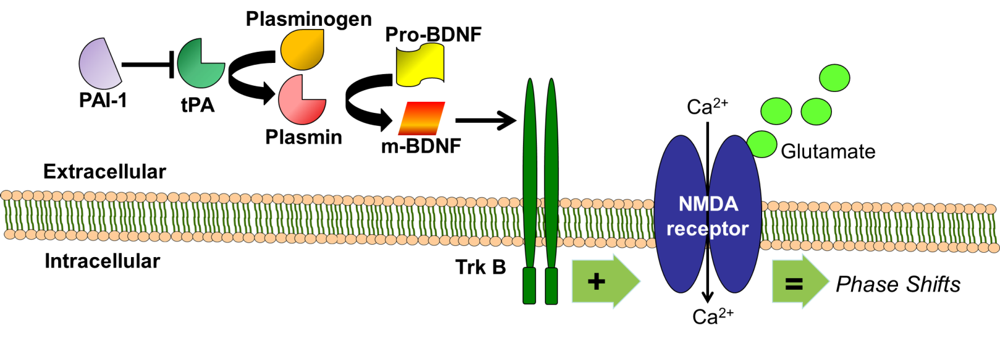 Plasminogen
Pro-BDNF
PAI-1
tPA
Plasmin
m-BDNF
Ca²⁺
Glutamate
Extracellular
NMDA
receptor
Intracellular
Trk B
+
=
Phase Shifts
Ca²⁺